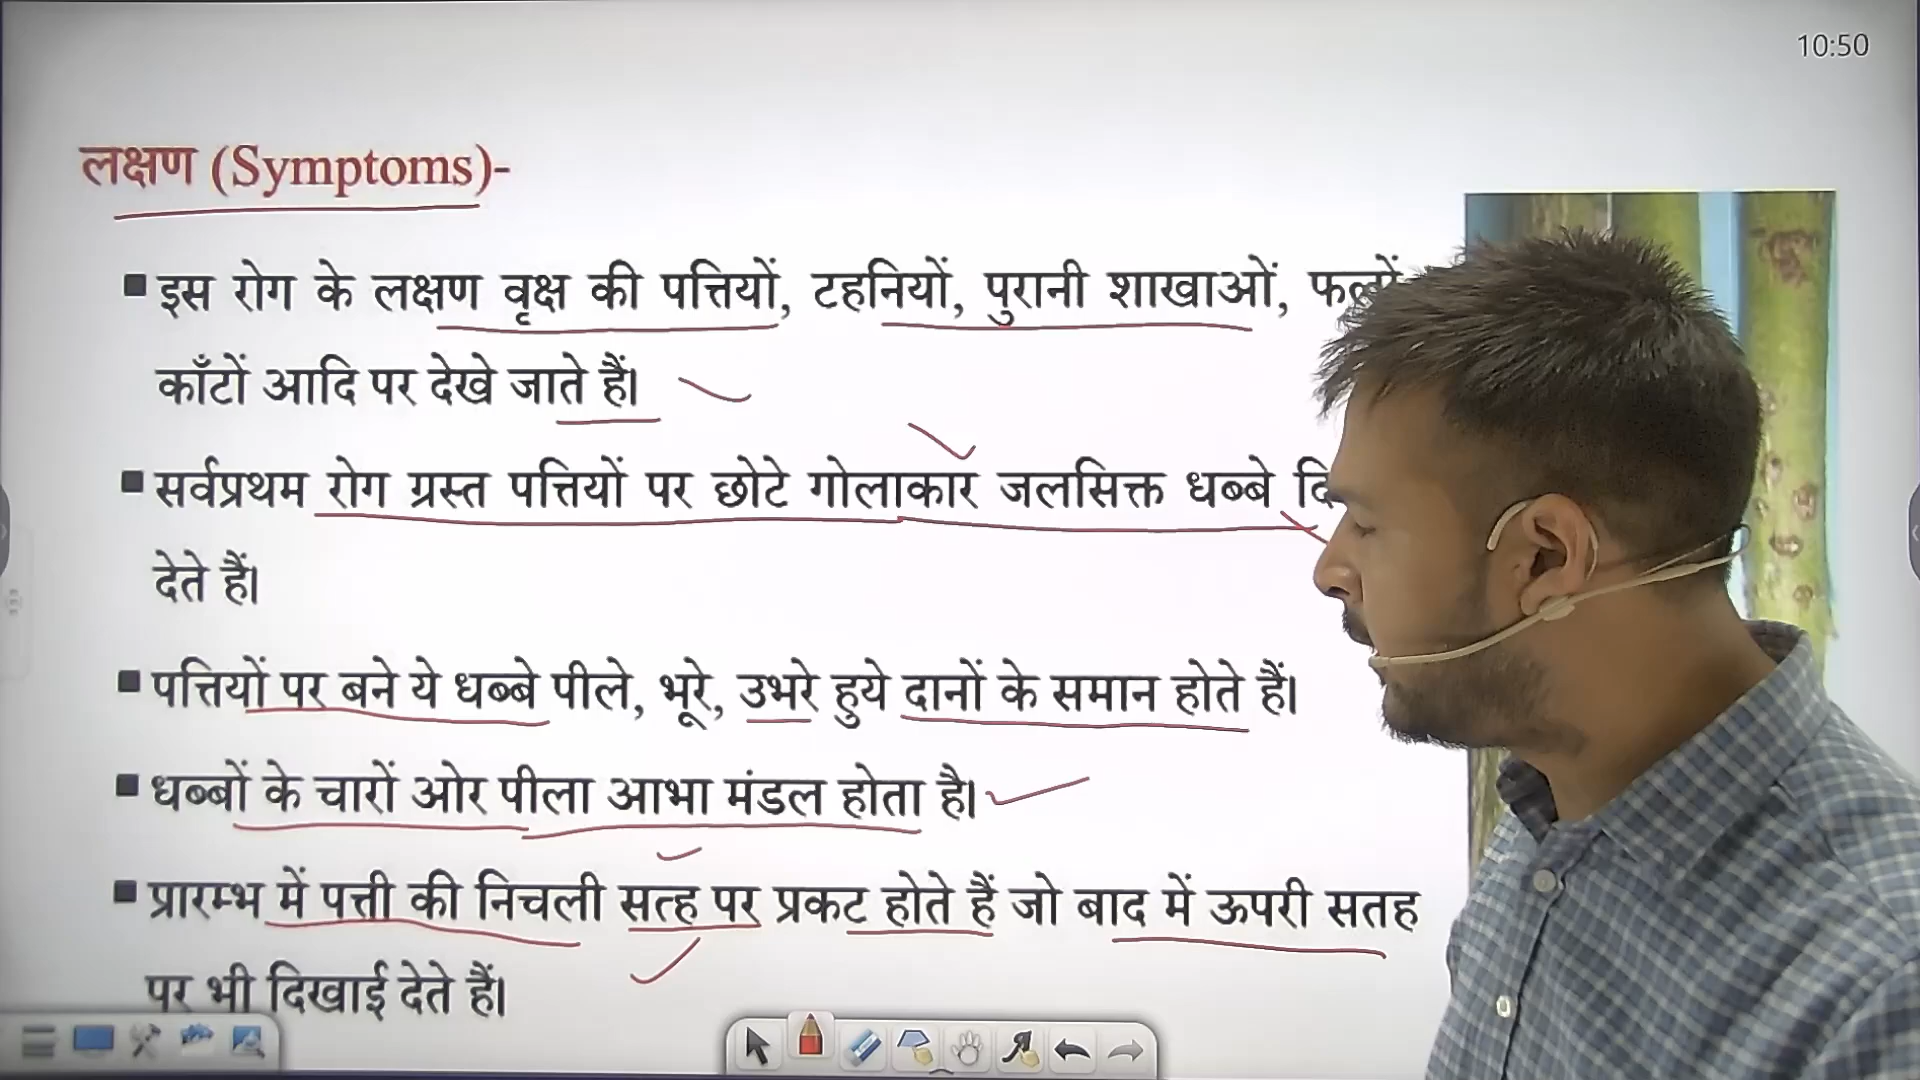 10:50
लक्षण (Symptoms)-
▪ इस रोग के लक्षण वृक्ष की पत्तियों, टहनियों, पुरानी शाखाओं, फलों
काँटों आदि पर देखे जाते हैं।
▪ सर्वप्रथम रोग ग्रस्त पत्तियों पर छोटे गोलाकार जलसिक्त धब्बे
देते हैं।
▪ पत्तियों पर बने ये धब्बे पीले, भूरे, उभरे हुये दानों के समान होते हैं।
▪ धब्बों के चारों ओर पीला आभा मंडल होता है।
▪ प्रारम्भ में पत्ती की निचली सत्ह पर प्रकट होते हैं जो बाद में ऊपरी सतह
पर भी दिखाई देते हैं।